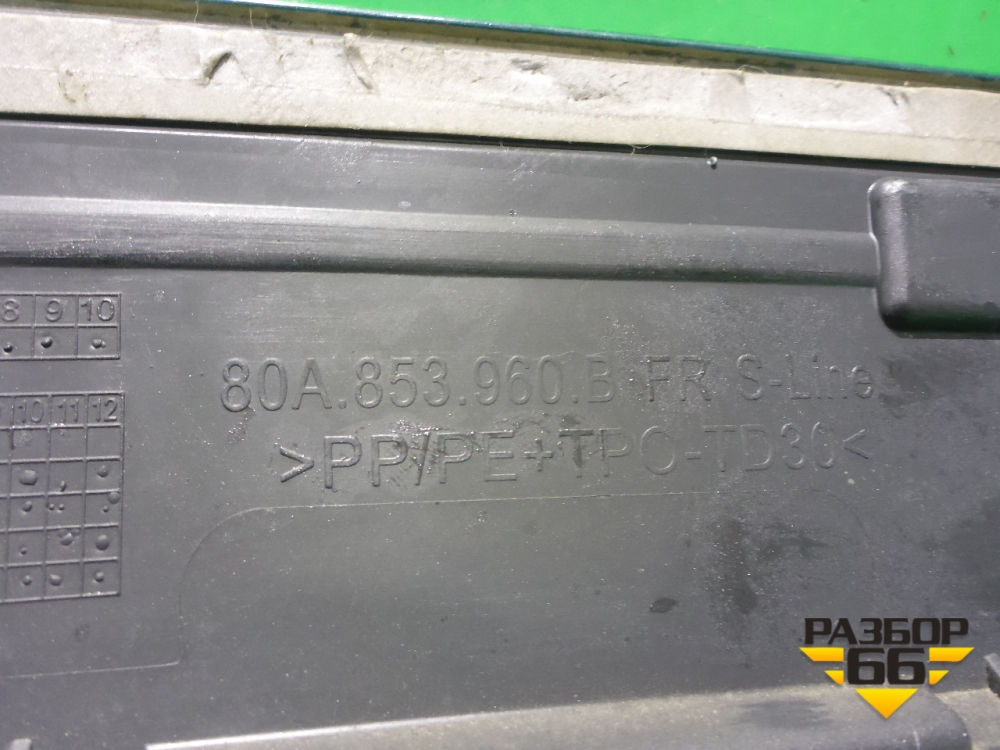 8 9 10
80A.853.960.B FR S-Line
10 11 12
>PP/PE+TPO-TD30<
РАЗБОР
66